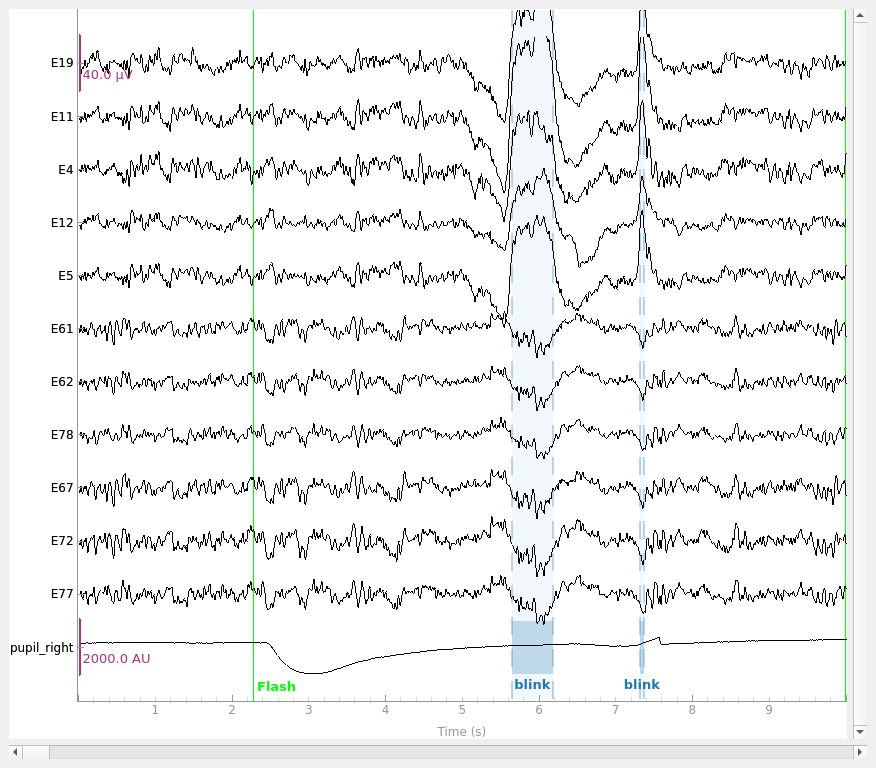 E19
40.0 µV
E11
E4
E12
E5
E61
E62
E78
E67
E72
E77
pupil_right
2000.0 AU
Flash
blink
blink
1 2 3 4 5 6 7 8 9
Time (s)